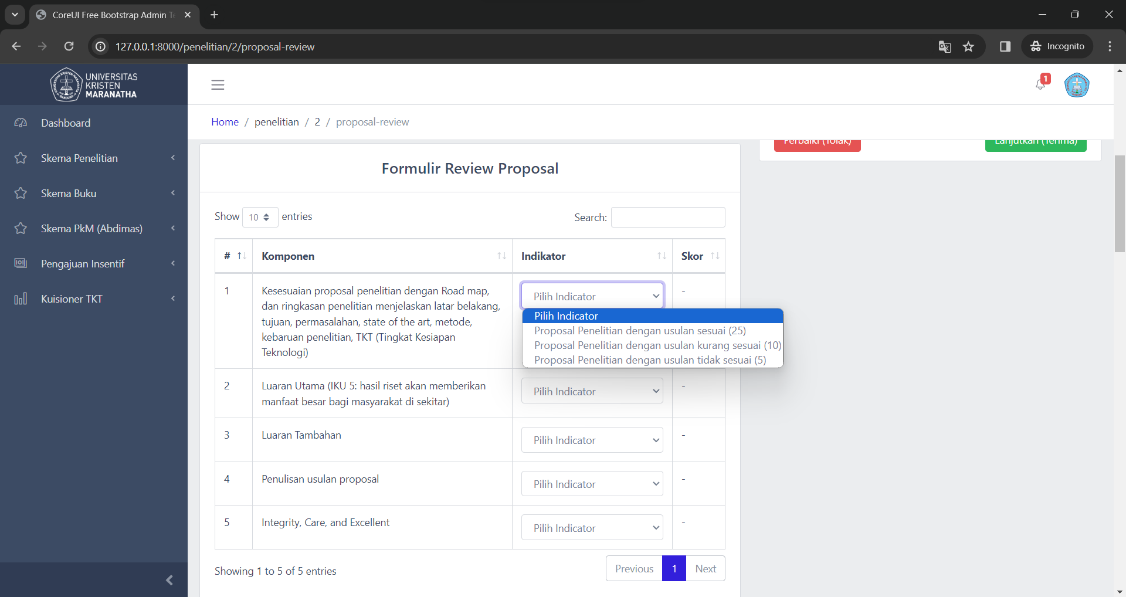 CoreUI Free Bootstrap Admin Te
127.0.0.1:8000/penelitian/2/proposal-review
Incognito
UNIVERSITAS
KRISTEN
MARANATHA
1
Dashboard
Skema Penelitian
Skema Buku
Skema PkM (Abdimas)
Pengajuan Insentif
Kuisioner TKT
Home / penelitian / 2 / proposal-review
Perbaiki (Tolak) Lanjutkan (Terima)
Formulir Review Proposal
Show 10 entries Search:
# Komponen Indikator Skor
1 Kesesuaian proposal penelitian dengan Road map,
dan ringkasan penelitian menjelaskan latar belakang,
tujuan, permasalahan, state of the art, metode,
kebaruan penelitian, TKT (Tingkat Kesiapan
Teknologi)
Pilih Indicator -
Pilih Indicator
Proposal Penelitian dengan usulan sesuai (25)
Proposal Penelitian dengan usulan kurang sesuai (10)
Proposal Penelitian dengan usulan tidak sesuai (5)
2 Luaran Utama (IKU 5: hasil riset akan memberikan
manfaat besar bagi masyarakat di sekitar)
Pilih Indicator -
3 Luaran Tambahan Pilih Indicator -
4 Penulisan usulan proposal Pilih Indicator -
5 Integrity, Care, and Excellent Pilih Indicator -
Showing 1 to 5 of 5 entries Previous 1 Next